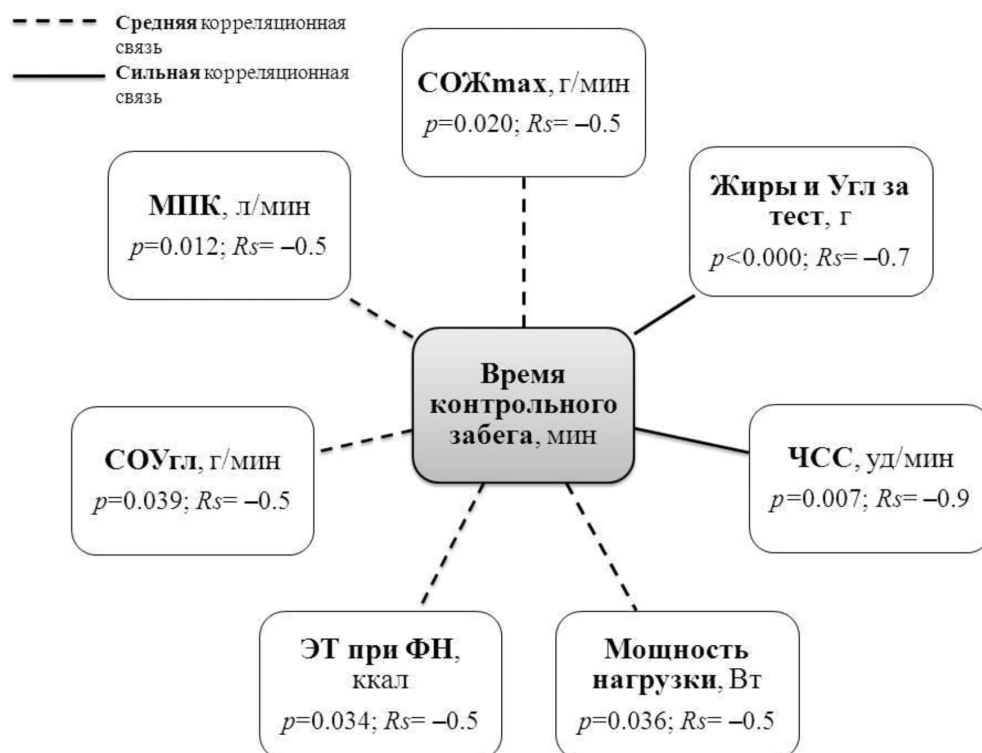 Средняя корреляционная
связь
Сильная корреляционная
связь
СОЖmax, г/мин
p=0.020; Rs= –0.5
МПК, л/мин
p=0.012; Rs= –0.5
Жиры и Угл за
тест, г
p<0.000; Rs= –0.7
Время
контрольного
забега, мин
СОУгл, г/мин
p=0.039; Rs= –0.5
ЧСС, уд/мин
p=0.007; Rs= –0.9
ЭТ при ФН,
ккал
p=0.034; Rs= –0.5
Мощность
нагрузки, Вт
p=0.036; Rs= –0.5